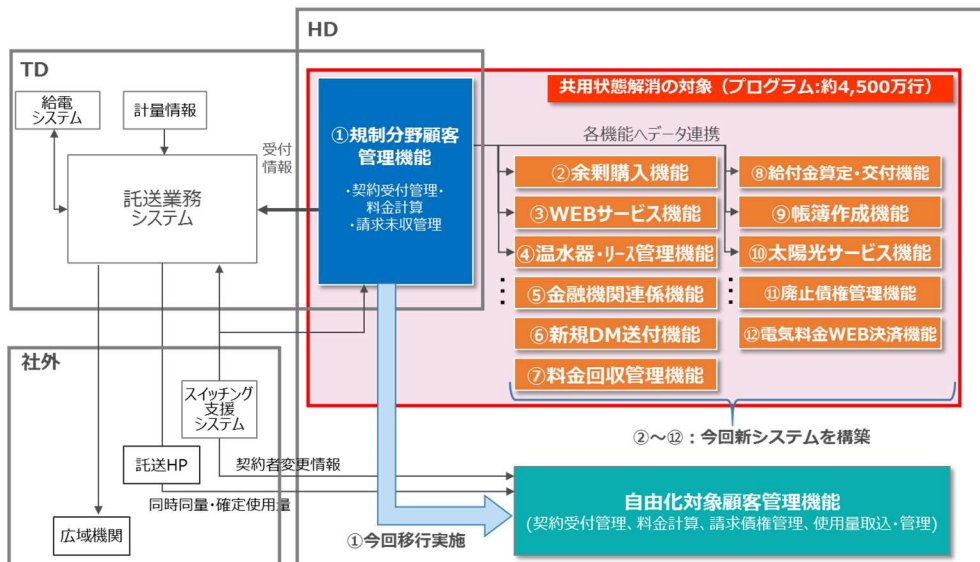 HD
TD
共用状態解消の対象（プログラム:約4,500万行）
給電
システム
計量情報
受付
情報
託送業務
システム
①規制分野顧客
管理機能
・契約受付管理・
料金計算
・請求未収管理
各機能へデータ連携
②余剰購入機能
③WEBサービス機能
④温水器・リース管理機能
⑤金融機関連係機能
⑥新規DM送付機能
⑦料金回収管理機能
⑧給付金算定・交付機能
⑨帳簿作成機能
⑩太陽光サービス機能
⑪廃止債権管理機能
⑫電気料金WEB決済機能
②～⑫：今回新システムを構築
社外
スイッチング
支援
システム
託送HP
広域機関
契約者変更情報
同時同量・確定使用量
①今回移行実施
自由化対象顧客管理機能
(契約受付管理、料金計算、請求債権管理、使用量取込・管理)